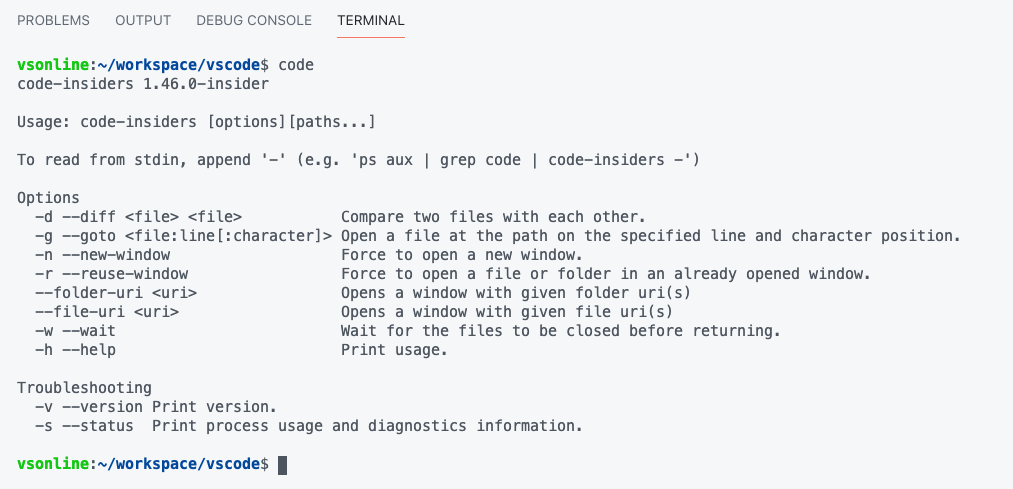 PROBLEMS OUTPUT DEBUG CONSOLE TERMINAL
vsonline:~/workspace/vscode$ code
code-insiders 1.46.0-insider
Usage: code-insiders [options][paths...]
To read from stdin, append '-' (e.g. 'ps aux | grep code | code-insiders -')
Options
-d --diff <file> <file> Compare two files with each other.
-g --goto <file:line[:character]> Open a file at the path on the specified line and character position.
-n --new-window Force to open a new window.
-r --reuse-window Force to open a file or folder in an already opened window.
--folder-uri <uri> Opens a window with given folder uri(s)
--file-uri <uri> Opens a window with given file uri(s)
-w --wait Wait for the files to be closed before returning.
-h --help Print usage.
Troubleshooting
-v --version Print version.
-s --status Print process usage and diagnostics information.
vsonline:~/workspace/vscode$